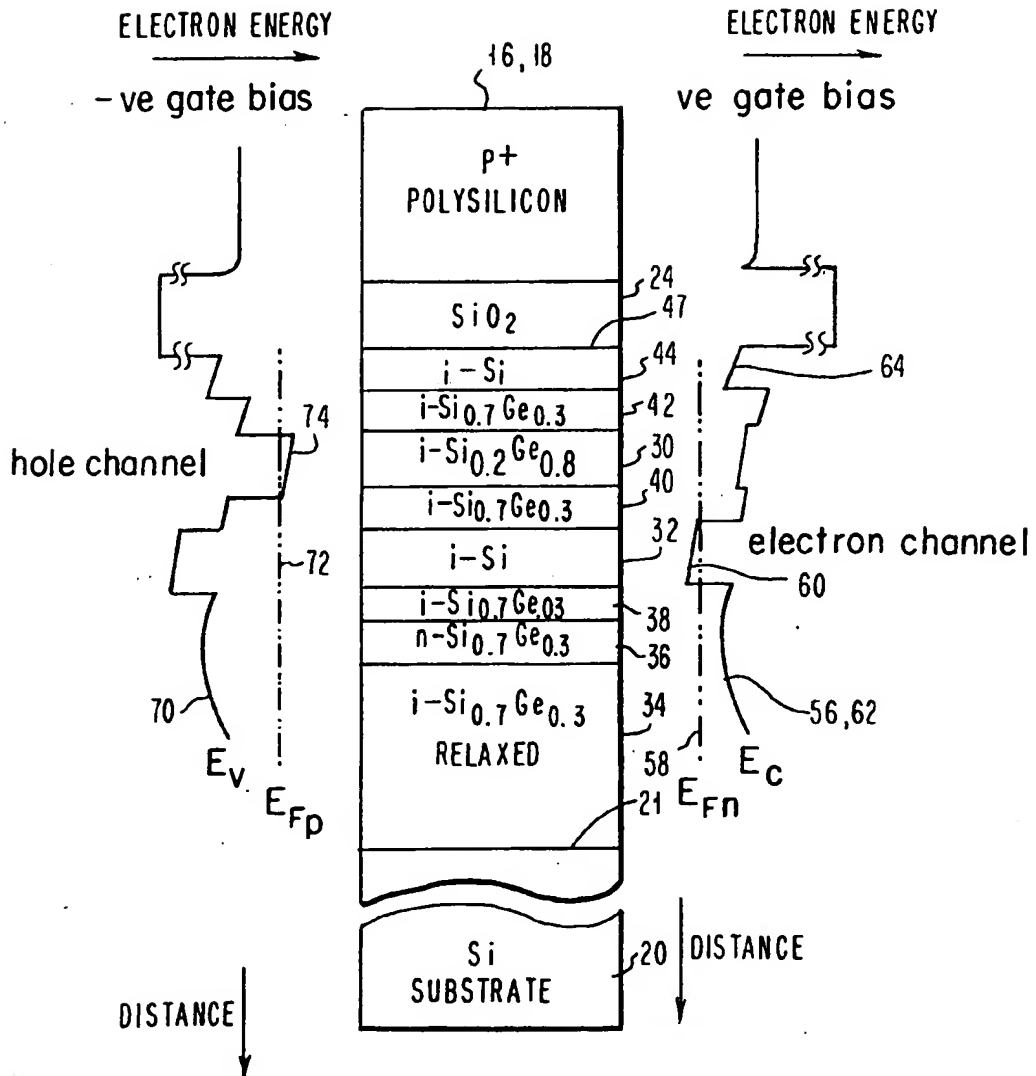 ELECTRON ENERGY
-ve gate bias
16, 18
ELECTRON ENERGY
ve gate bias
p+
POLYSILICON
24
SiO2
47
i-Si
44
64
i-Si0.7Ge0.3
42
74
hole channel
i-Si0.2Ge0.8
30
i-Si0.7Ge0.3
40
72
i-Si
32
electron channel
60
i-Si0.7Ge.03
38
n-Si0.7Ge0.3
36
70
i-Si0.7Ge0.3
RELAXED
34
56,62
Ev
EFp
58
EFn
Ec
21
Si
SUBSTRATE
20
DISTANCE
DISTANCE